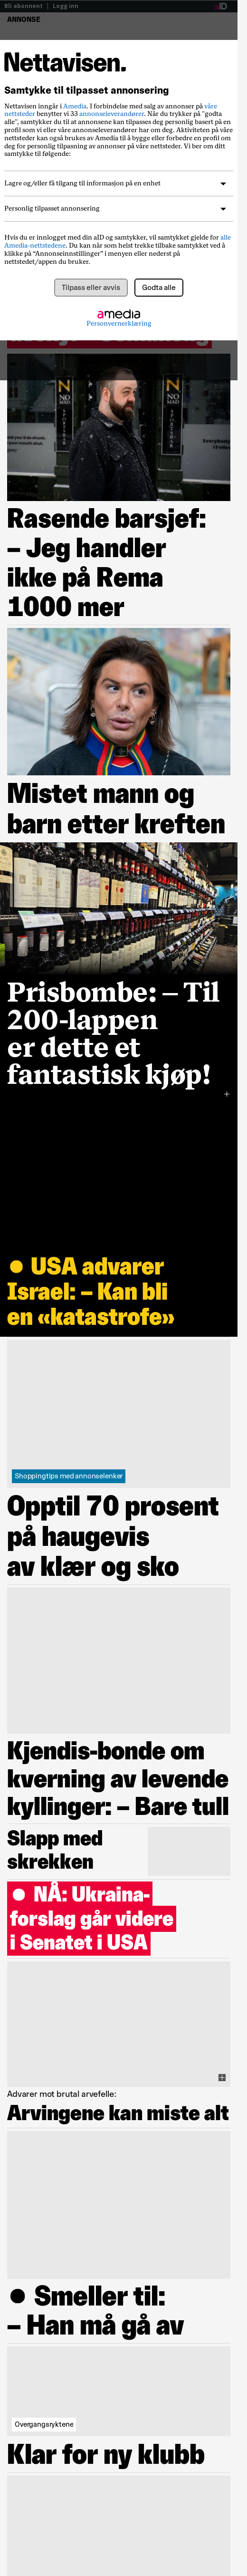 Bli abonnent | Logg inn
aID
ANNONSE
Nettavisen.
Samtykke til tilpasset annonsering
Nettavisen inngår i Amedia. I forbindelse med salg av annonser på våre
nettsteder benytter vi 33 annonseleverandører. Når du trykker på "godta
alle", samtykker du til at annonsene kan tilpasses deg personlig basert på en
profil som vi eller våre annonseleverandører har om deg. Aktiviteten på våre
nettsteder kan også brukes av Amedia til å bygge eller forbedre en profil om
deg for personlig tilpasning av annonser på våre nettsteder. Vi ber om ditt
samtykke til følgende:
Lagre og/eller få tilgang til informasjon på en enhet
Personlig tilpasset annonsering
Hvis du er innlogget med din aID og samtykker, vil samtykket gjelde for alle
Amedia-nettstedene. Du kan når som helst trekke tilbake samtykket ved å
klikke på “Annonseinnstillinger” i menyen eller nederst på
nettstedet/appen du bruker.
Tilpass eller avvis
Godta alle
amedia
Personvernerklæring
NO
MAD
NO
MAD
Rasende barsjef:
– Jeg handler
ikke på Rema
1000 mer
Mistet mann og
barn etter kreften
Prisbombe: – Til
200-lappen
er dette et
fantastisk kjøp!
● USA advarer
Israel: – Kan bli
en «katastrofe»
Shoppingtips med annonselenker
Opptil 70 prosent
på haugevis
av klær og sko
Kjendis-bonde om
kverning av levende
kyllinger: – Bare tull
Slapp med
skrekken
● NÅ: Ukraina-
forslag går videre
i Senatet i USA
Advarer mot brutal arvefelle:
Arvingene kan miste alt
● Smeller til:
– Han må gå av
Overgangsryktene
Klar for ny klubb